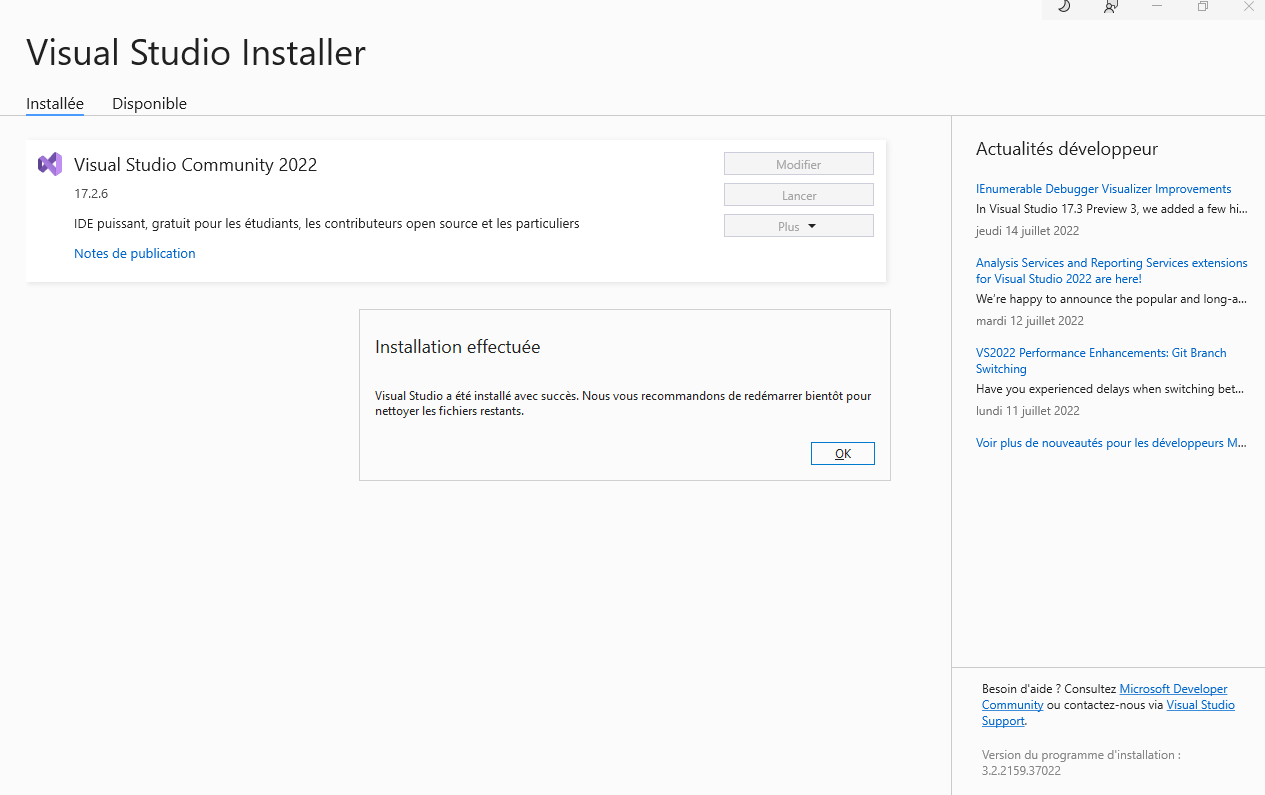 Visual Studio Installer
Installée
Disponible
Visual Studio Community 2022
17.2.6
IDE puissant, gratuit pour les étudiants, les contributeurs open source et les particuliers
Notes de publication
Modifier
Lancer
Plus
Installation effectuée
Visual Studio a été installé avec succès. Nous vous recommandons de redémarrer bientôt pour
nettoyer les fichiers restants.
OK
Actualités développeur
IEnumerable Debugger Visualizer Improvements
In Visual Studio 17.3 Preview 3, we added a few hi...
jeudi 14 juillet 2022
Analysis Services and Reporting Services extensions
for Visual Studio 2022 are here!
We're happy to announce the popular and long-a...
mardi 12 juillet 2022
VS2022 Performance Enhancements: Git Branch
Switching
Have you experienced delays when switching bet...
lundi 11 juillet 2022
Voir plus de nouveautés pour les développeurs M...
Besoin d'aide ? Consultez Microsoft Developer
Community ou contactez-nous via Visual Studio
Support.
Version du programme d'installation :
3.2.2159.37022